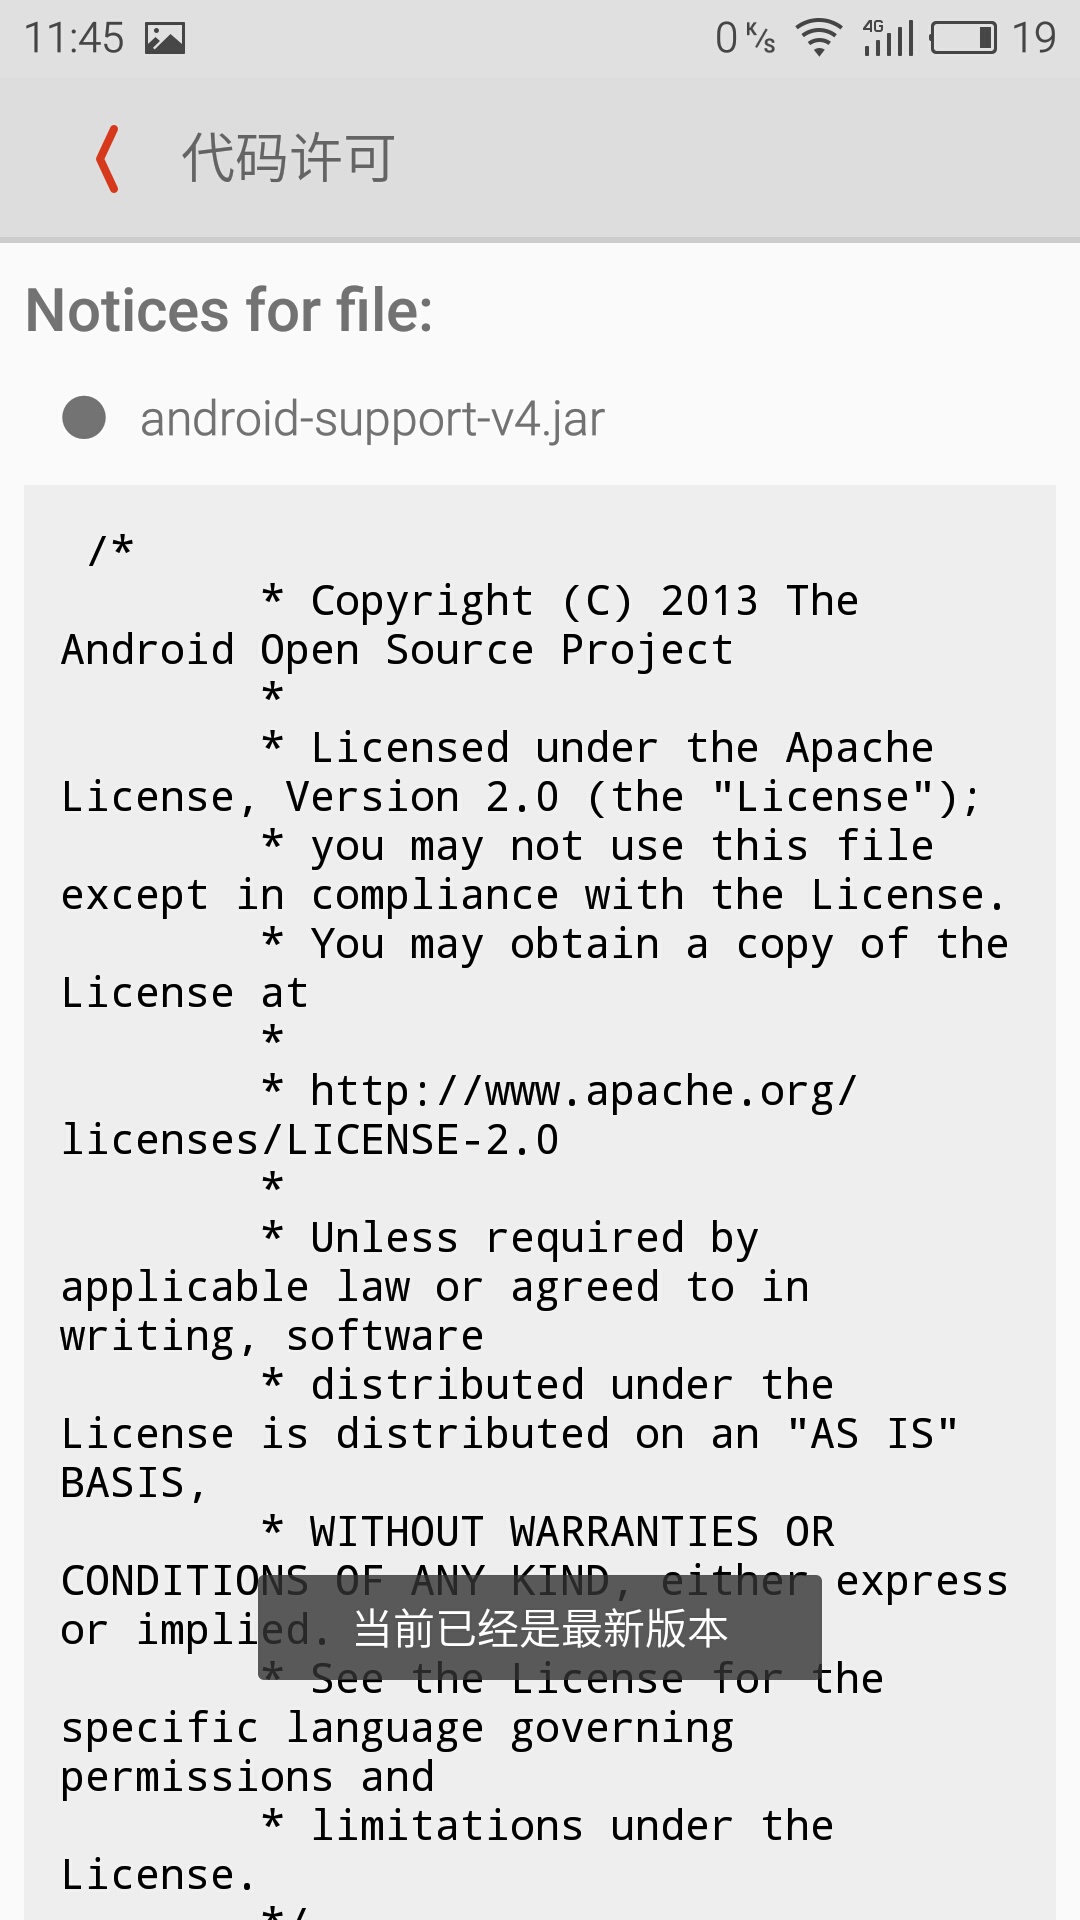 11:45 0 K/s 4G 19
代码许可
Notices for file:
android-support-v4.jar
/*
* Copyright (C) 2013 The
Android Open Source Project
*
* Licensed under the Apache
License, Version 2.0 (the "License");
* you may not use this file
except in compliance with the License.
* You may obtain a copy of the
License at
*
* http://www.apache.org/
licenses/LICENSE-2.0
*
* Unless required by
applicable law or agreed to in
writing, software
* distributed under the
License is distributed on an "AS IS"
BASIS,
* WITHOUT WARRANTIES OR
CONDITIONS OF ANY KIND, either express
or implied.
当前已经是最新版本
* See the License for the
specific language governing
permissions and
* limitations under the
License.
*/